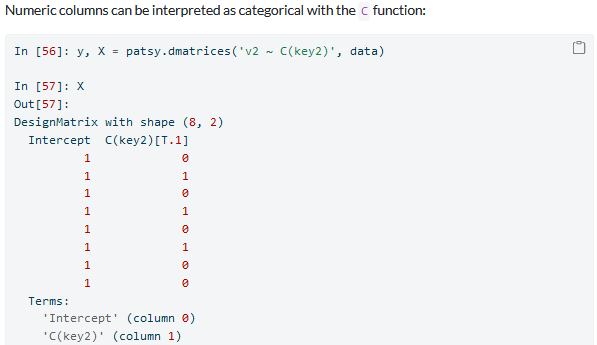 Numeric columns can be interpreted as categorical with the C function:
In [56]: y, X = patsy.dmatrices('v2 ~ C(key2)', data)
In [57]: X
Out[57]:
DesignMatrix with shape (8, 2)
  Intercept  C(key2)[T.1]
          1             0
          1             1
          1             0
          1             1
          1             0
          1             1
          1             0
          1             0
  Terms:
    'Intercept' (column 0)
    'C(key2)' (column 1)